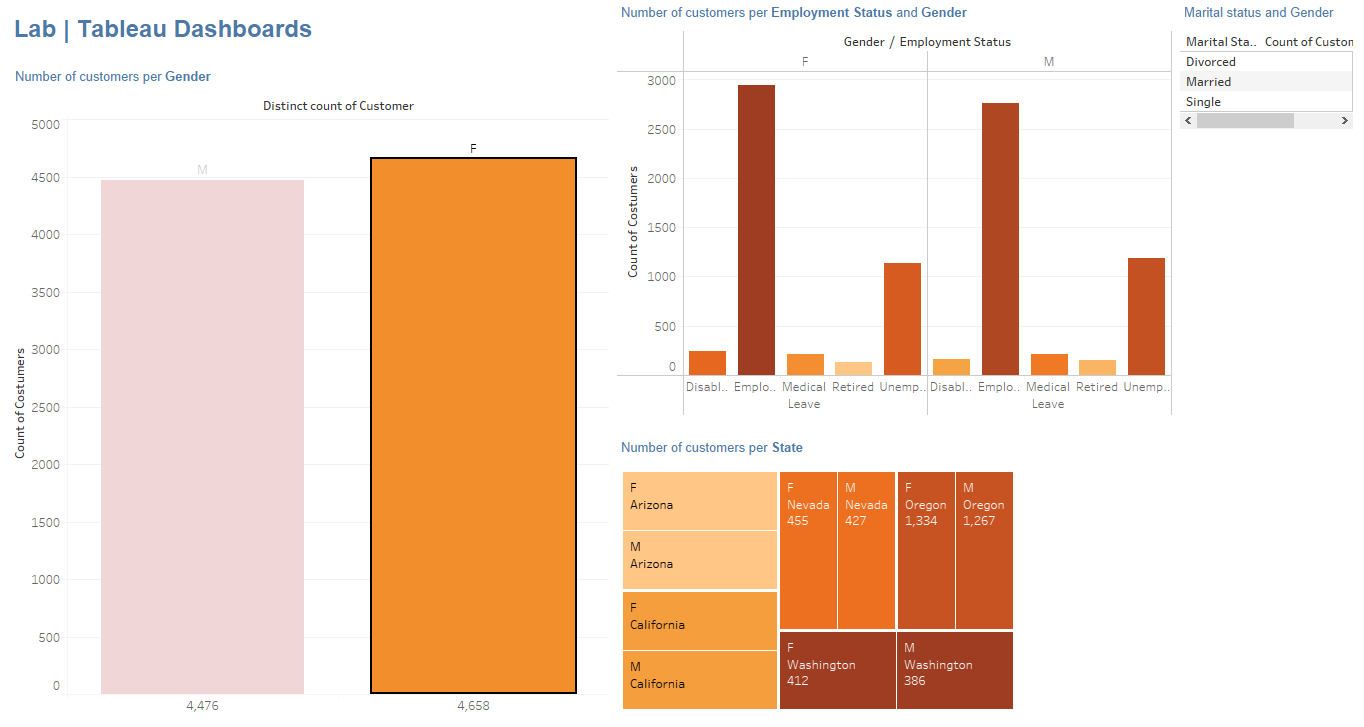 Lab | Tableau Dashboards
Number of customers per Gender
Distinct count of Customer
Count of Costumers
5000
4500
4000
3500
3000
2500
2000
1500
1000
500
0
M
F
4,476
4,658
Number of customers per Employment Status and Gender
Gender / Employment Status
F
M
Count of Costumers
3000
2500
2000
1500
1000
500
0
Disabl.. Emplo.. Medical Leave Retired Unemp.. Disabl.. Emplo.. Medical Leave Retired Unemp..
Number of customers per State
F
Arizona
M
Arizona
F
California
M
California
F
Nevada
455
M
Nevada
427
F
Oregon
1,334
M
Oregon
1,267
F
Washington
412
M
Washington
386
Marital status and Gender
Marital Sta.. Count of Custom
Divorced
Married
Single